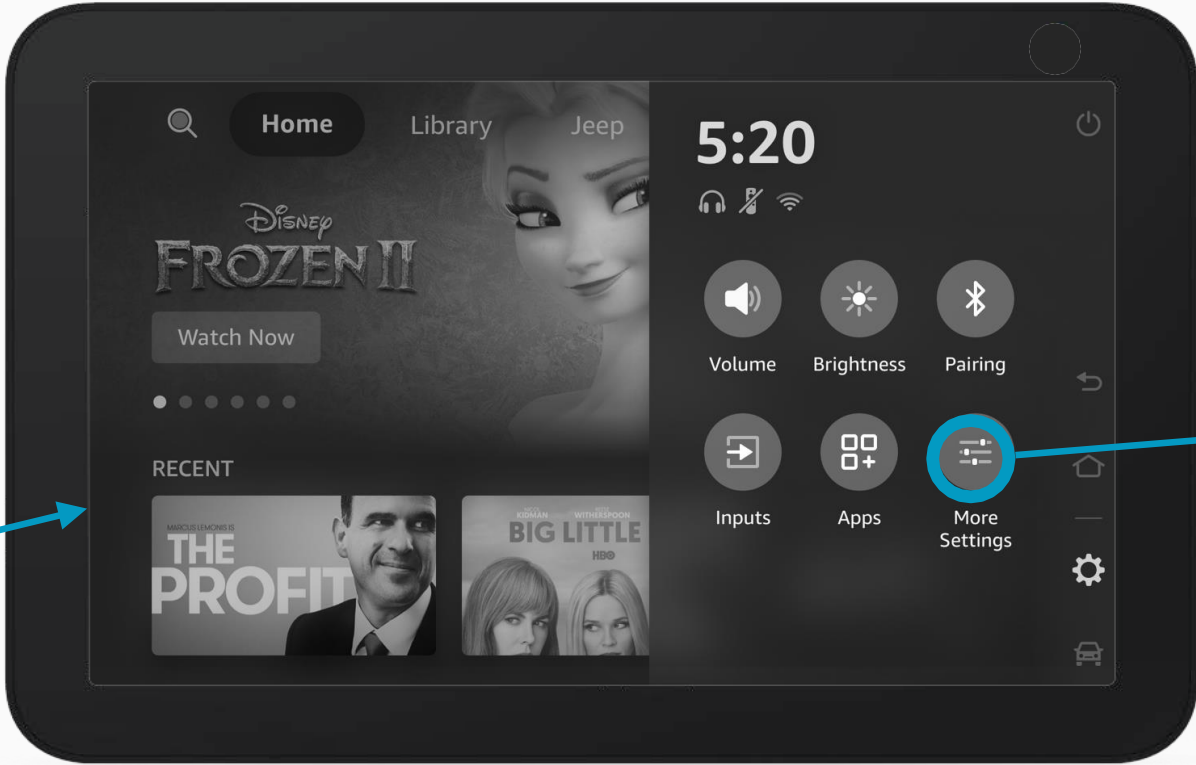 Home
Library
Jeep
5:20
Disney
FROZEN II
Watch Now
Volume
Brightness
Pairing
RECENT
Inputs
Apps
More
Settings
MARCUS LEMONIS IS
THE
PROFIT
KIDMAN
WITHERSPOON
BIG LITTLE
HBO